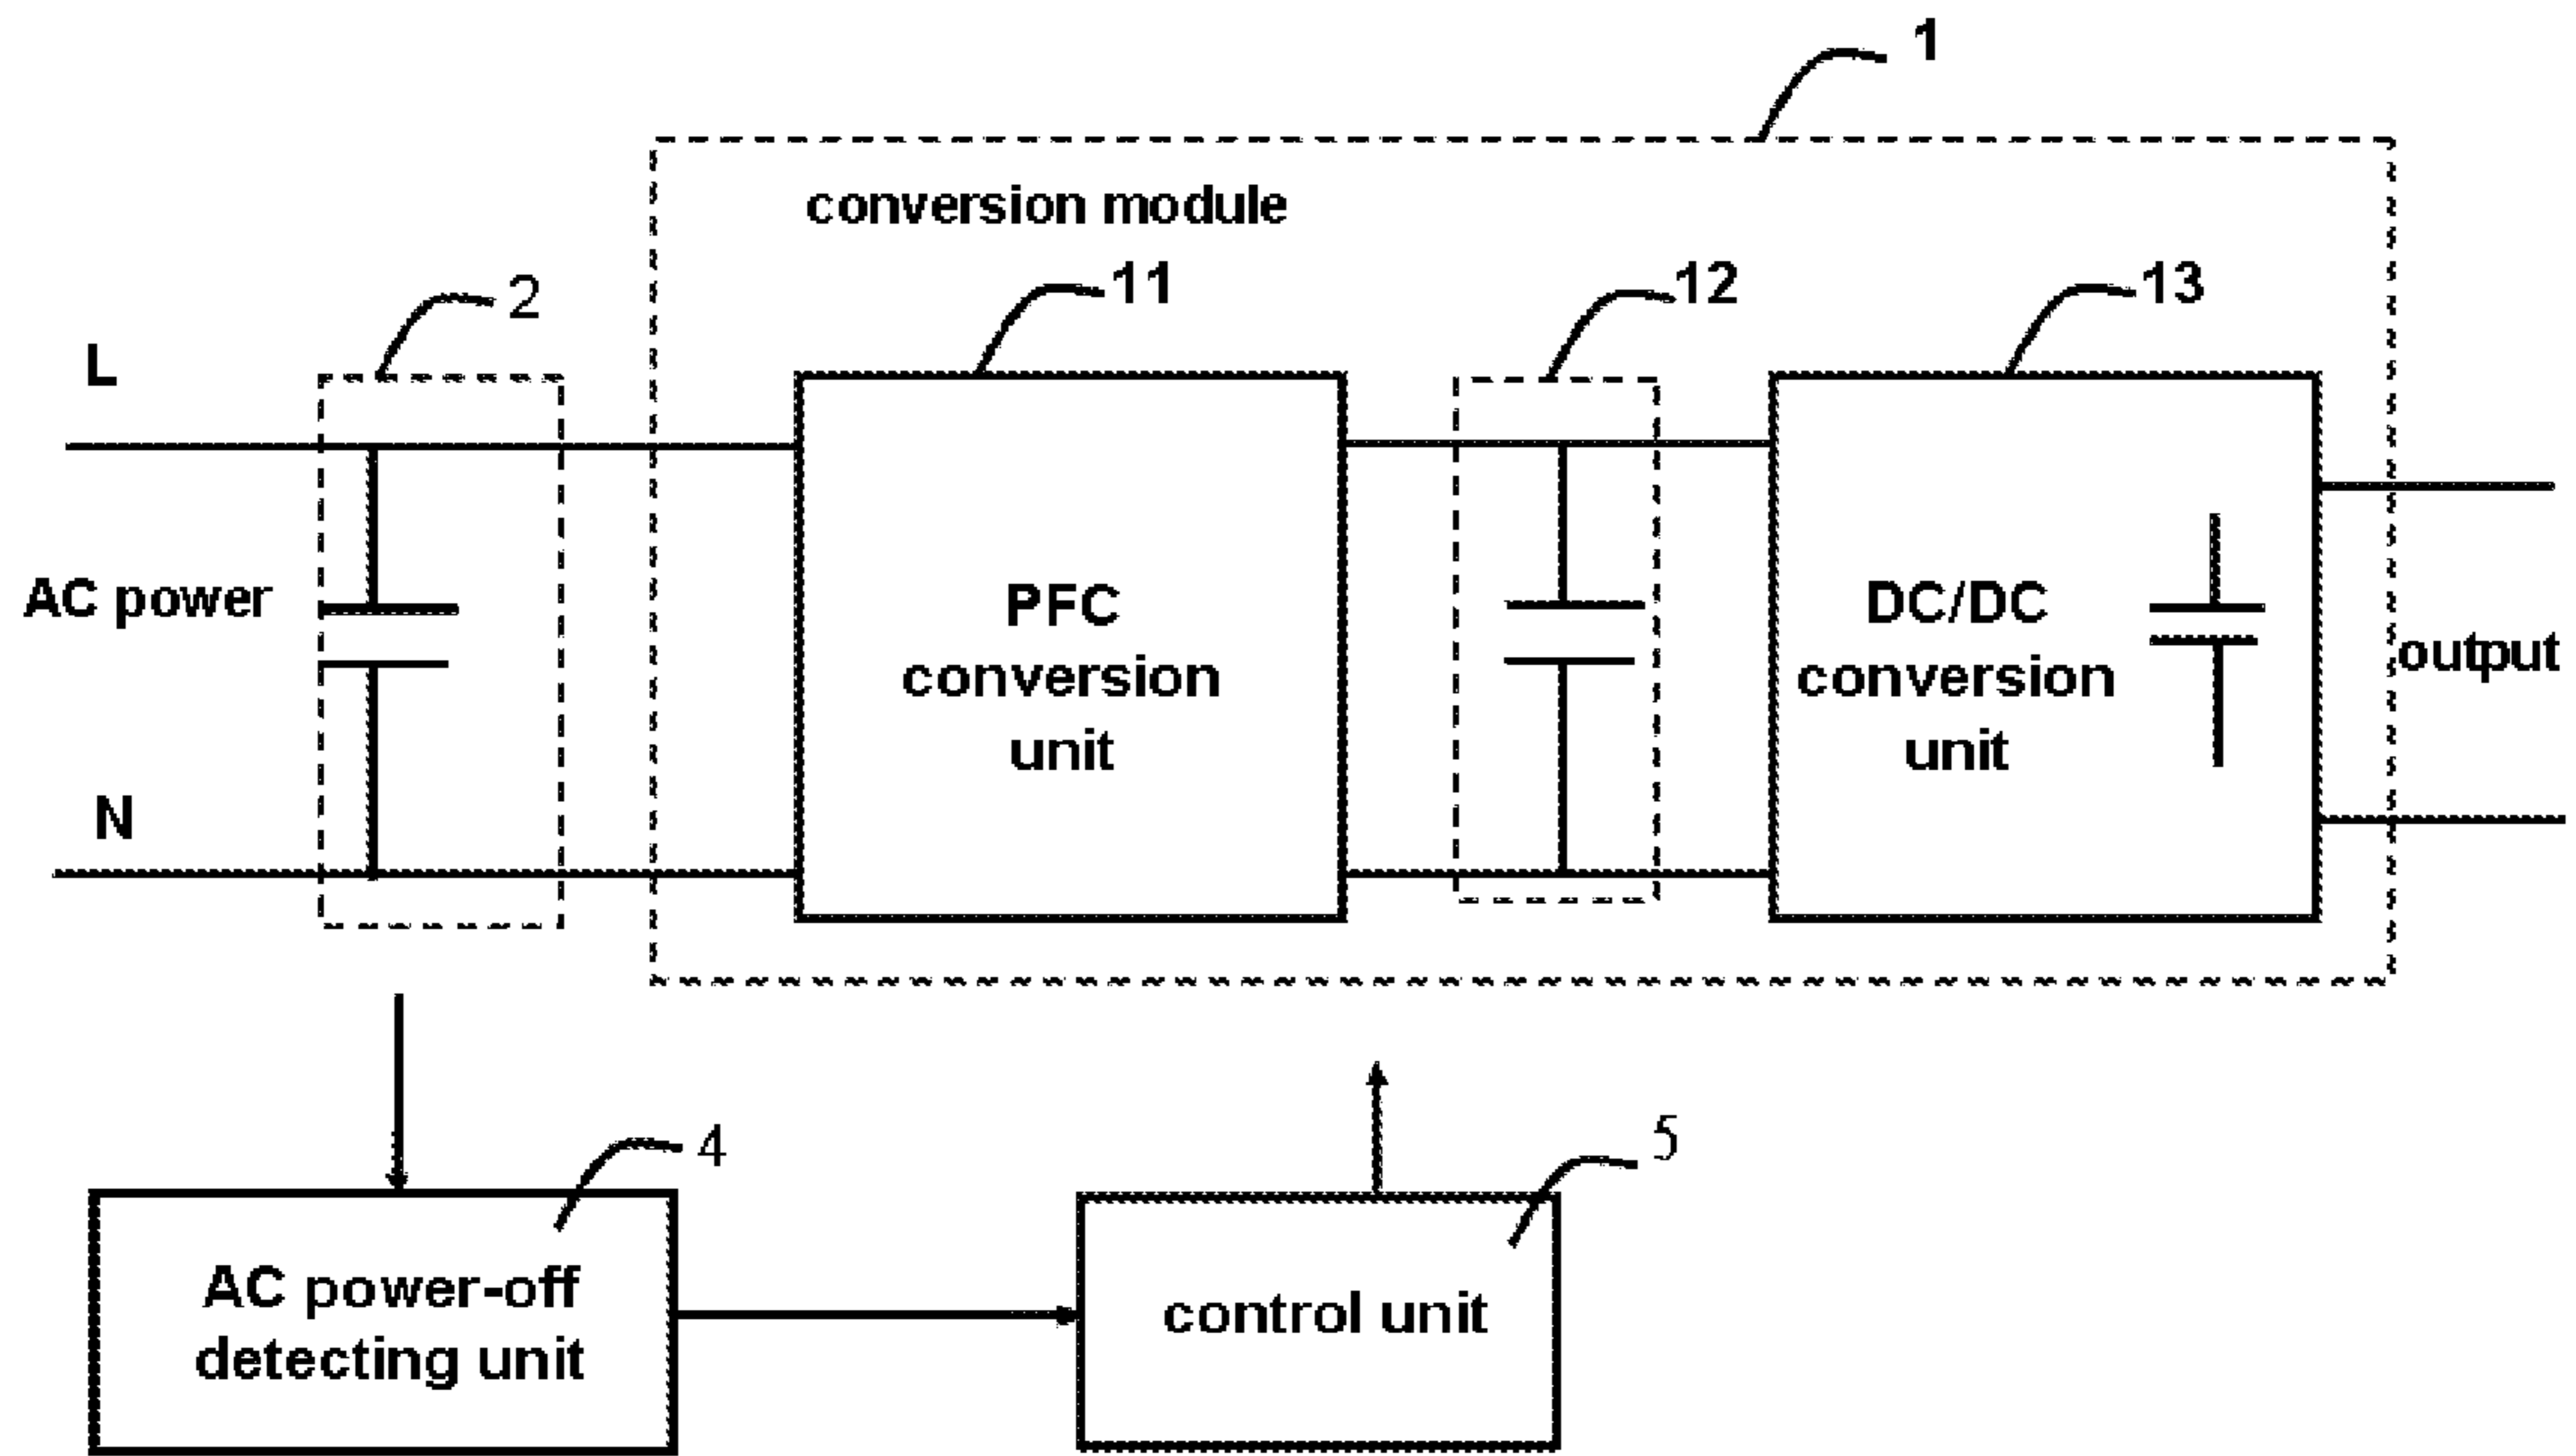 1
conversion module
2
11
12
13
L
AC power
N
PFC
conversion
unit
DC/DC
conversion
unit
output
4
5
AC power-off
detecting unit
control unit